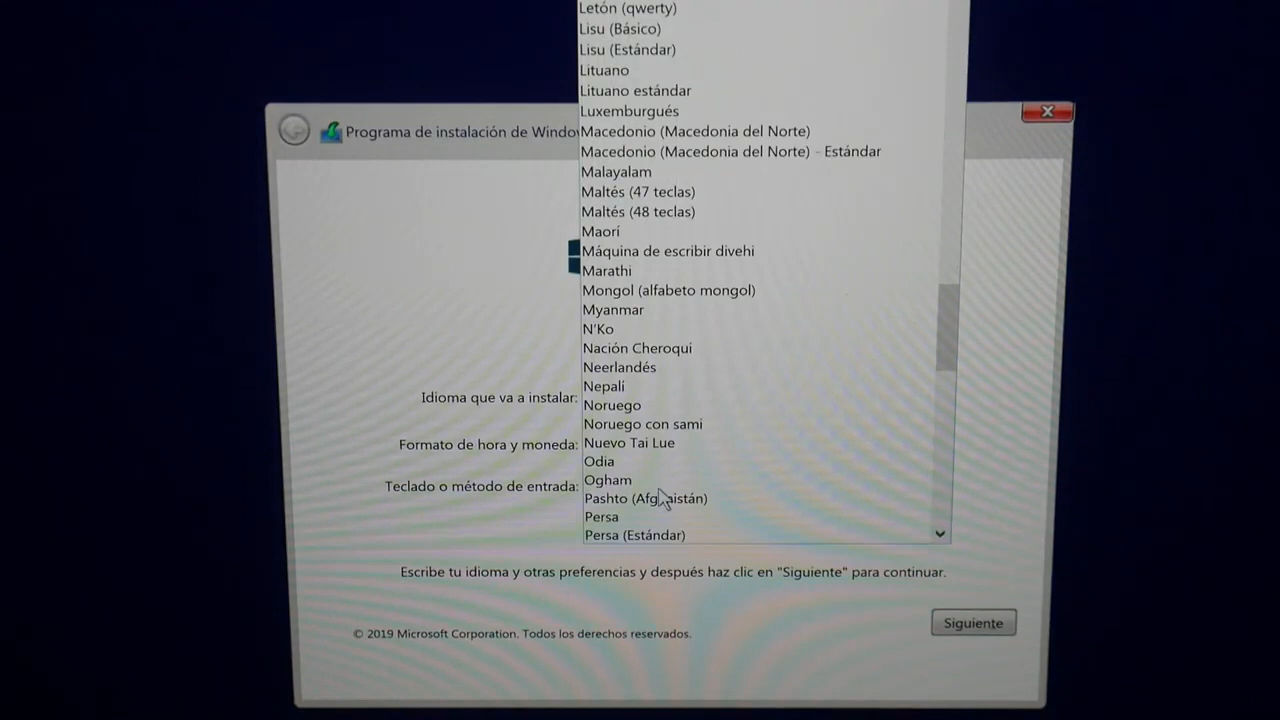 Letón (qwerty)
Lisu (Básico)
Lisu (Estándar)
Lituano
Lituano estándar
Luxemburgués
Programa de instalación de Windo
Macedonio (Macedonia del Norte)
Macedonio (Macedonia del Norte) - Estándar
Malayalam
Maltés (47 teclas)
Maltés (48 teclas)
Maorí
Máquina de escribir divehi
Marathi
Mongol (alfabeto mongol)
Myanmar
N'Ko
Nación Cheroqui
Neerlandés
Nepalí
Idioma que va a instalar:
Noruego
Noruego con sami
Nuevo Tai Lue
Formato de hora y moneda:
Odia
Ogham
Teclado o método de entrada:
Pashto (Afganistán)
Persa
Persa (Estándar)
Escribe tu idioma y otras preferencias y después haz clic en "Siguiente" para continuar.
Siguiente
© 2019 Microsoft Corporation. Todos los derechos reservados.